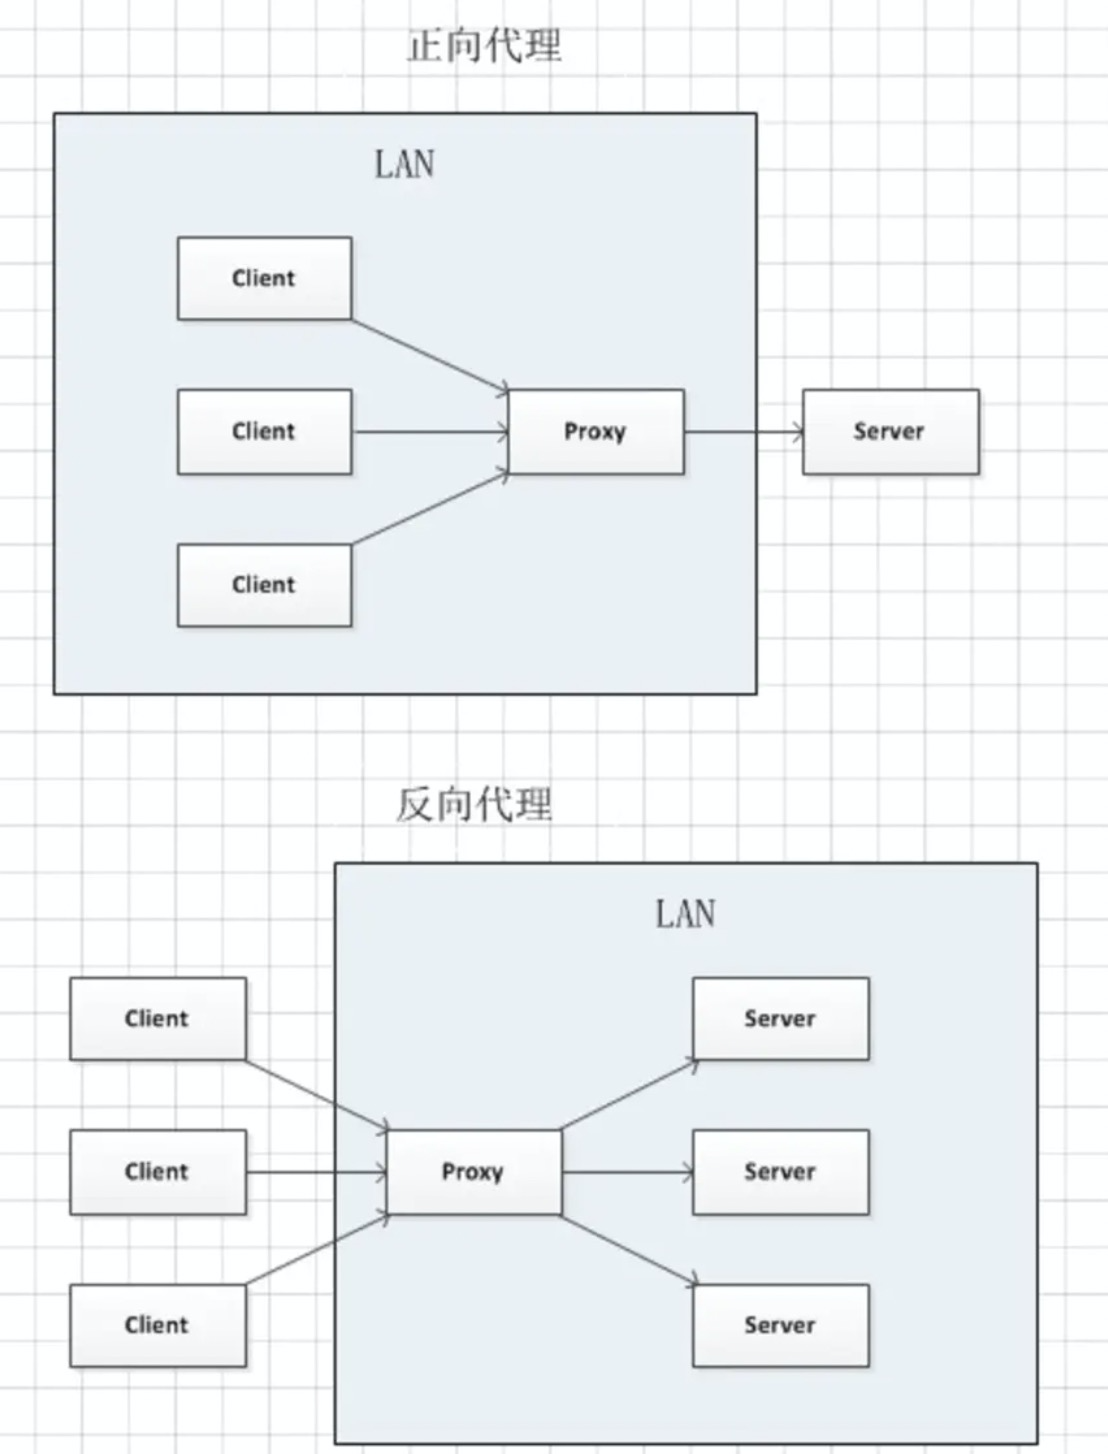 正向代理
LAN
Client
Client
Proxy
Server
Client
反向代理
LAN
Client
Server
Client
Proxy
Server
Client
Server